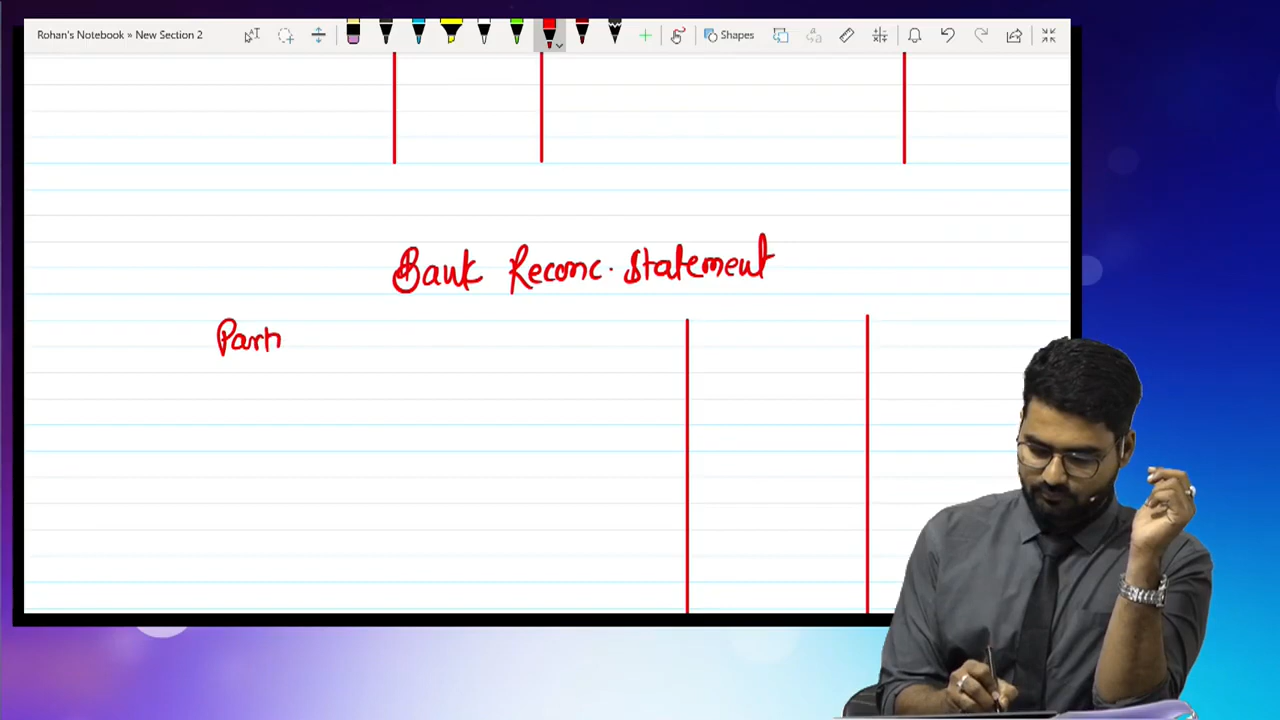 Rohan's Notebook » New Section 2
Shapes
Bank Reconc. Statement
Parti